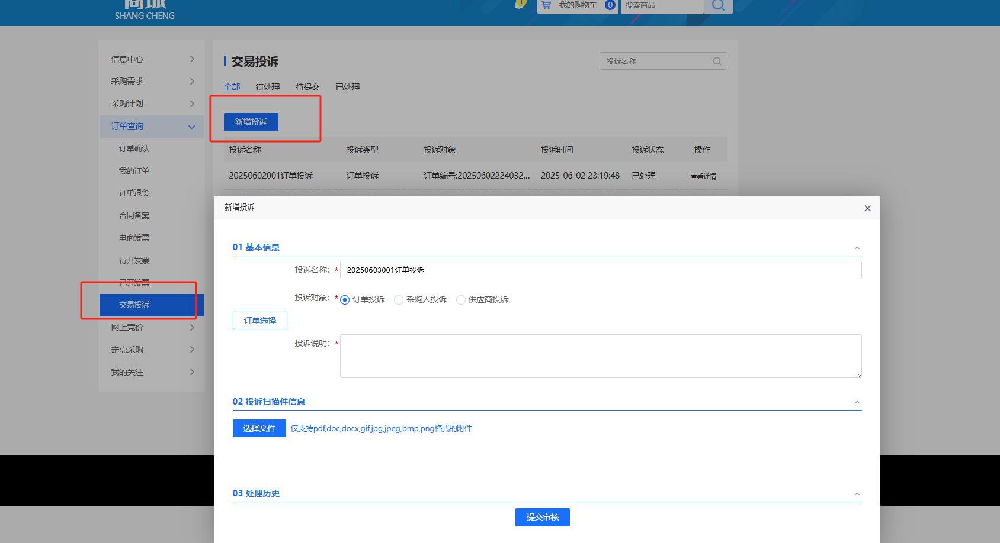 商城
SHANG CHENG
我的购物车 0
搜索商品
信息中心
采购需求
采购计划
订单查询
订单确认
我的订单
订单退货
合同备案
电商发票
待开发票
已开发票
交易投诉
网上竞价
定点采购
我的关注
交易投诉
投诉名称
全部 待处理 待提交 已处理
新增投诉
投诉名称 投诉类型 投诉对象 投诉时间 投诉状态 操作
20250602001订单投诉 订单投诉 订单编号:20250602224032... 2025-06-02 23:19:48 已处理 查看详情
新增投诉
01 基本信息
投诉名称: * 20250603001订单投诉
投诉对象: * 订单投诉 采购人投诉 供应商投诉
订单选择
投诉说明: *
02 投诉扫描件信息
选择文件 仅支持pdf,doc,docx,gif,jpg,jpeg,bmp,png格式的附件
03 处理历史
提交审核